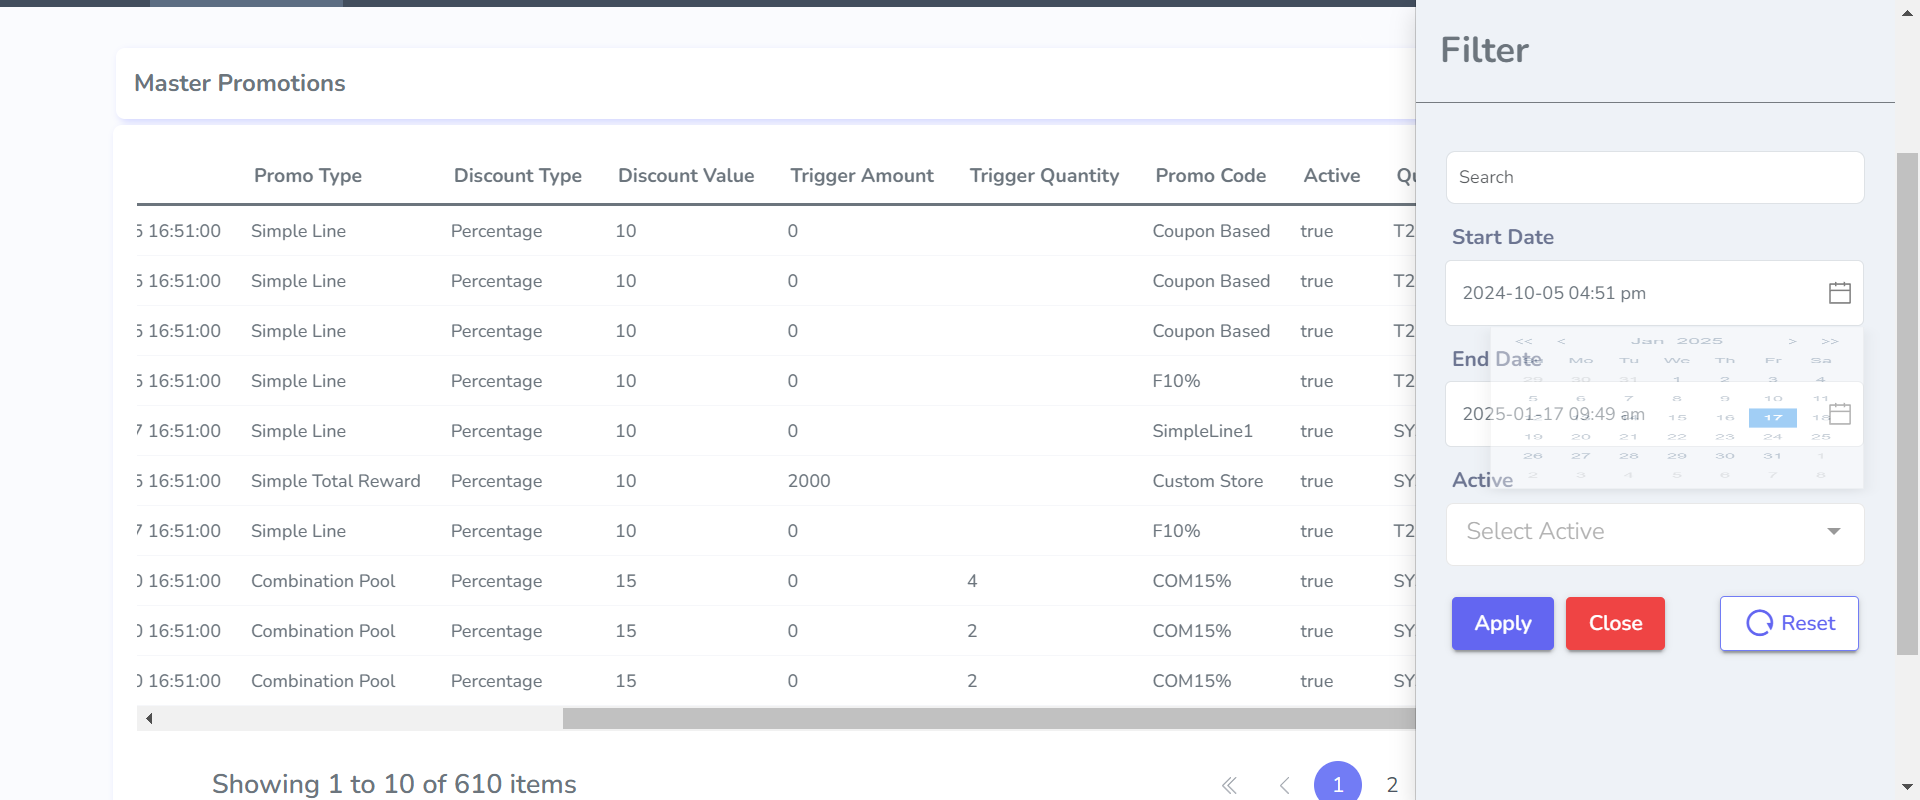 Master Promotions
Promo Type Discount Type Discount Value Trigger Amount Trigger Quantity Promo Code Active
16:51:00 Simple Line Percentage 10 0 Coupon Based true T2
16:51:00 Simple Line Percentage 10 0 Coupon Based true T2
16:51:00 Simple Line Percentage 10 0 Coupon Based true T2
16:51:00 Simple Line Percentage 10 0 F10% true T2
16:51:00 Simple Line Percentage 10 0 SimpleLine1 true SY
16:51:00 Simple Total Reward Percentage 10 2000 Custom Store true SY
16:51:00 Simple Line Percentage 10 0 F10% true T2
16:51:00 Combination Pool Percentage 15 0 4 COM15% true SY
16:51:00 Combination Pool Percentage 15 0 2 COM15% true SY
16:51:00 Combination Pool Percentage 15 0 2 COM15% true SY
Showing 1 to 10 of 610 items
« < 1 2
Filter
Search
Start Date
2024-10-05 04:51 pm
<< < Jan 2025 > >>
End Date
Mo Tu We Th Fr Sa
29 30 31 1 2 3 4
5 6 7 8 9 10 11
2025-01-17 09:49 am
15 16 17 18
19 20 21 22 23 24 25
26 27 28 29 30 31 1
2 3 4 5 6 7 8
Active
Select Active
Apply Close Reset